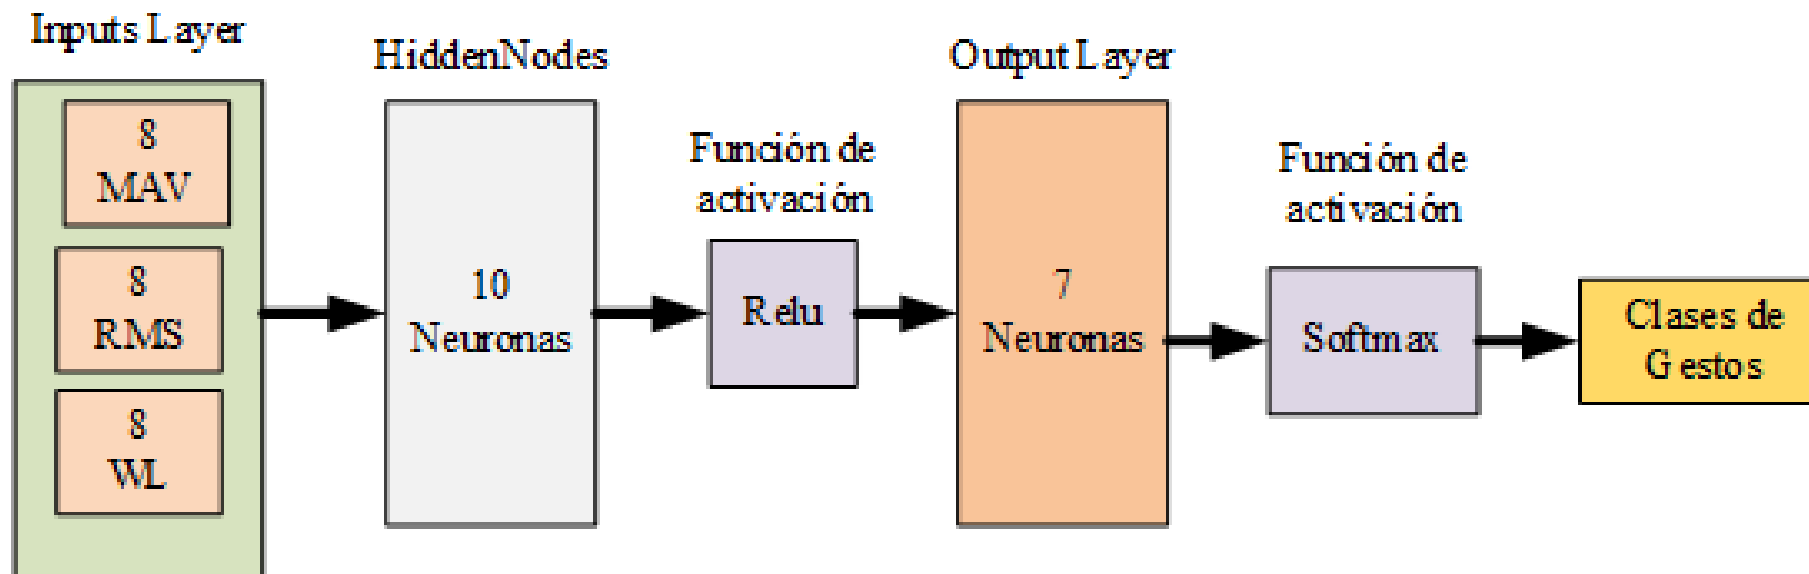 Inputs Layer
8
MAV
8
RMS
8
WL
HiddenNodes
10
Neuronas
Función de
activación
Relu
Output Layer
7
Neuronas
Función de
activación
Softmax
Clases de
Gestos